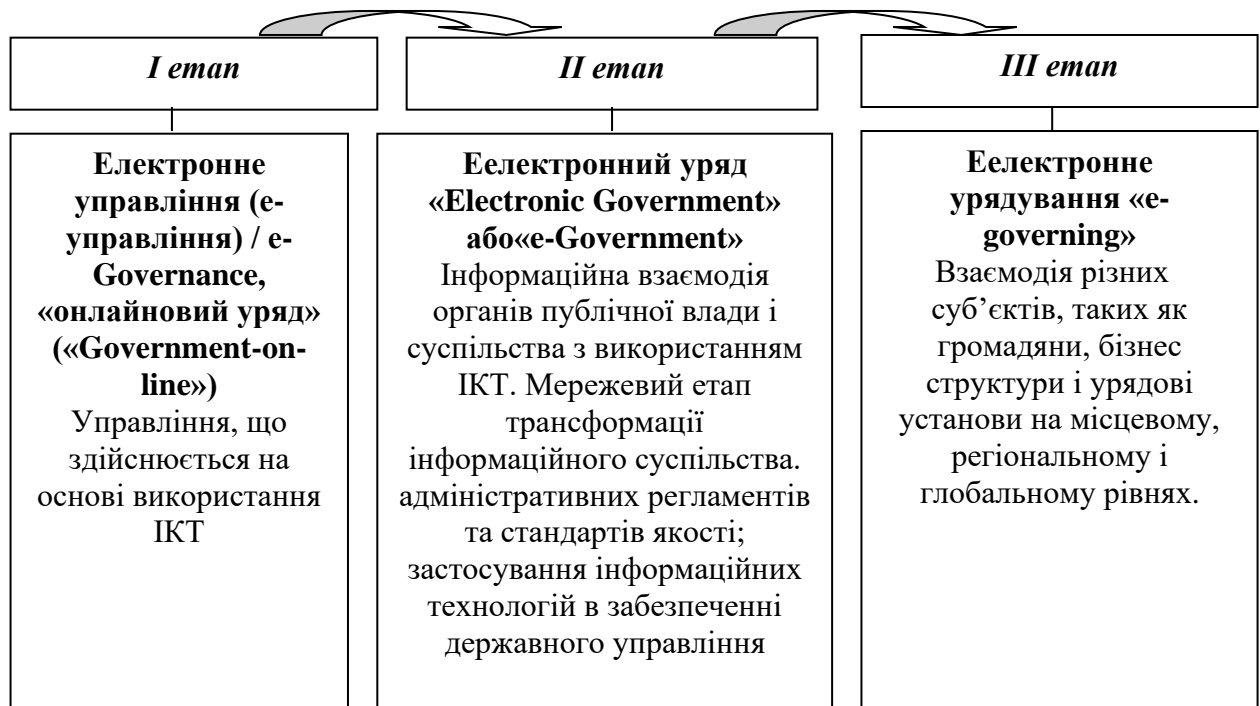 I етап
II етап
III етап
Електронне
управління (е-
управління) / e-
Governance,
«онлайновий уряд»
(«Government-on-
line»)
Управління, що
здійснюється на
основі використання
ІКТ
Еелектронний уряд
«Electronic Government»
або«e-Government»
Інформаційна взаємодія
органів публічної влади і
суспільства з використанням
ІКТ. Мережевий етап
трансформації
інформаційного суспільства.
адміністративних регламентів
та стандартів якості;
застосування інформаційних
технологій в забезпеченні
державного управління
Еелектронне
урядування «e-
governing»
Взаємодія різних
суб’єктів, таких як
громадяни, бізнес
структури і урядові
установи на місцевому,
регіональному і
глобальному рівнях.